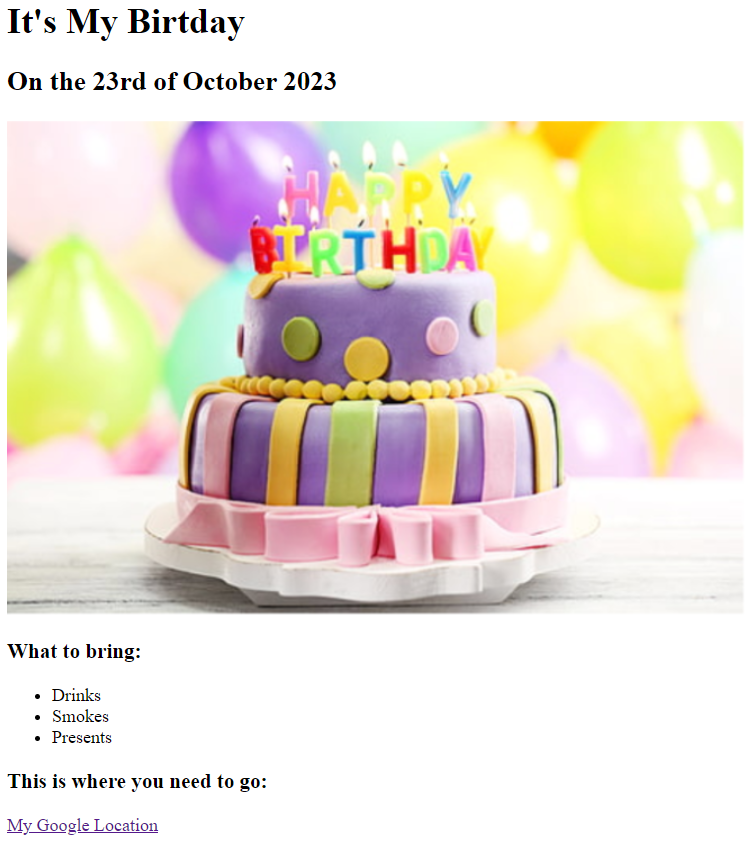 It's My Birtday
On the 23rd of October 2023
HAPPY
BIRTHDAY
What to bring:
Drinks
Smokes
Presents
This is where you need to go:
My Google Location